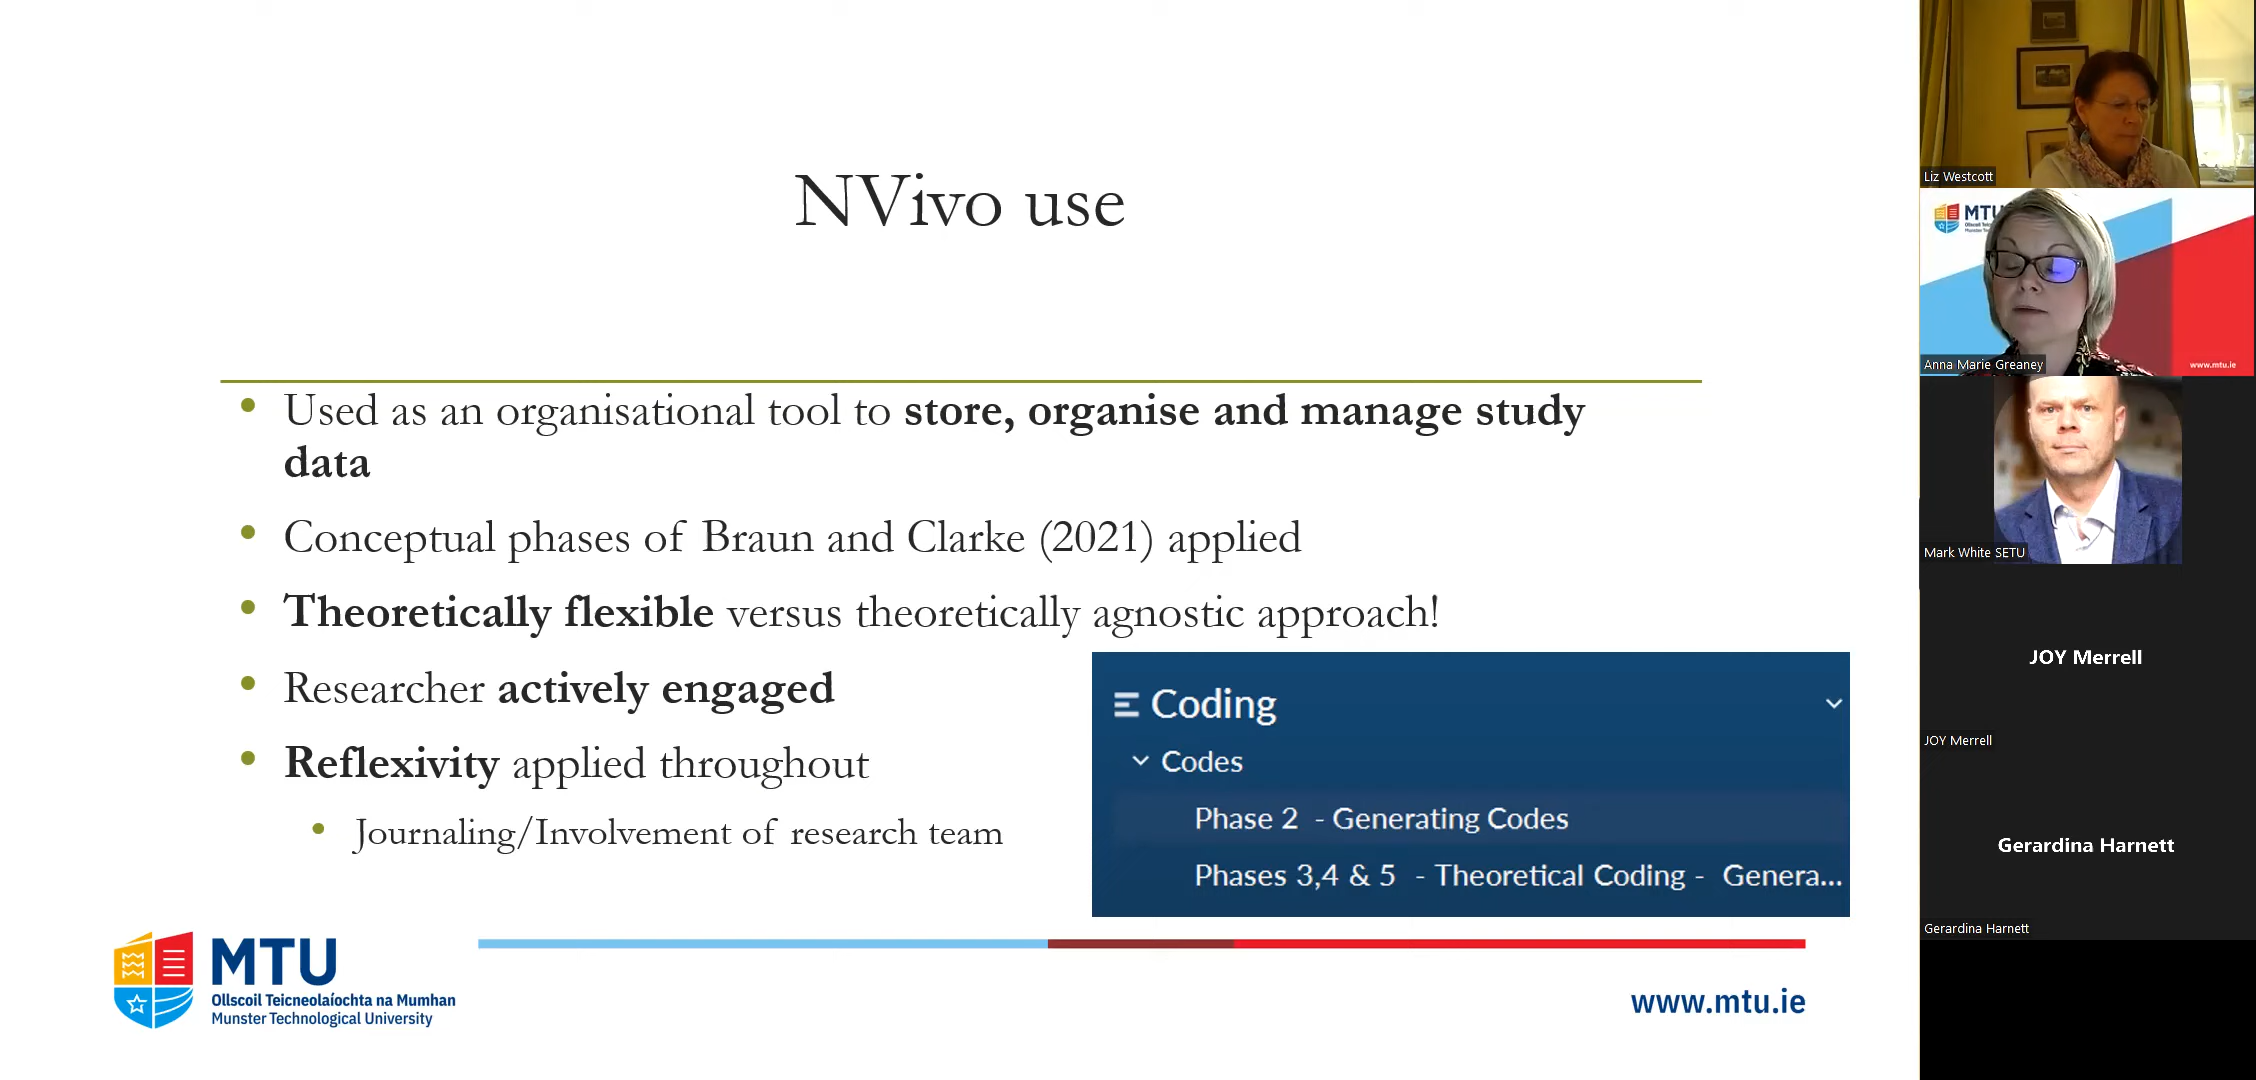 NVivo use
Used as an organisational tool to store, organise and manage study
data
Conceptual phases of Braun and Clarke (2021) applied
Theoretically flexible versus theoretically agnostic approach!
Researcher actively engaged
Reflexivity applied throughout
Journaling/Involvement of research team
Coding
Codes
Phase 2 - Generating Codes
Phases 3,4 & 5 - Theoretical Coding - Genera...
MTU
Ollscoil Teicneolaíochta na Mumhan
Munster Technological University
www.mtu.ie
Liz Westcott
MTU
www.mtu.ie
Anna Marie Greaney
Mark White SETU
JOY Merrell
JOY Merrell
Gerardina Harnett
Gerardina Harnett